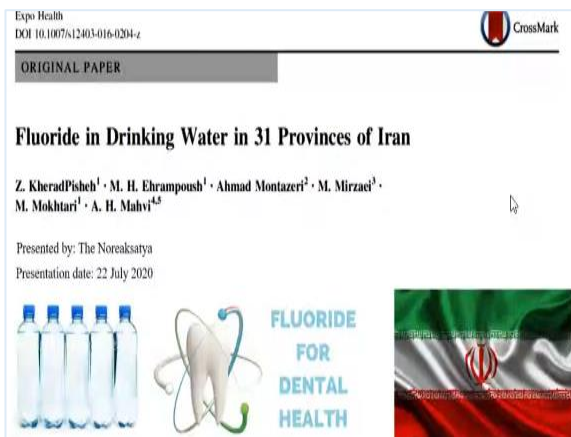 Expo Health
DOI 10.1007/s12403-016-0204-z
CrossMark
ORIGINAL PAPER
Fluoride in Drinking Water in 31 Provinces of Iran
Z. KheradPisheh¹ · M. H. Ehrampoush¹ · Ahmad Montazeri² · M. Mirzaei³ ·
M. Mokhtari¹ · A. H. Mahvi⁴,⁵
Presented by: The Noreaksatya
Presentation date: 22 July 2020
FLUORIDE
FOR
DENTAL
HEALTH